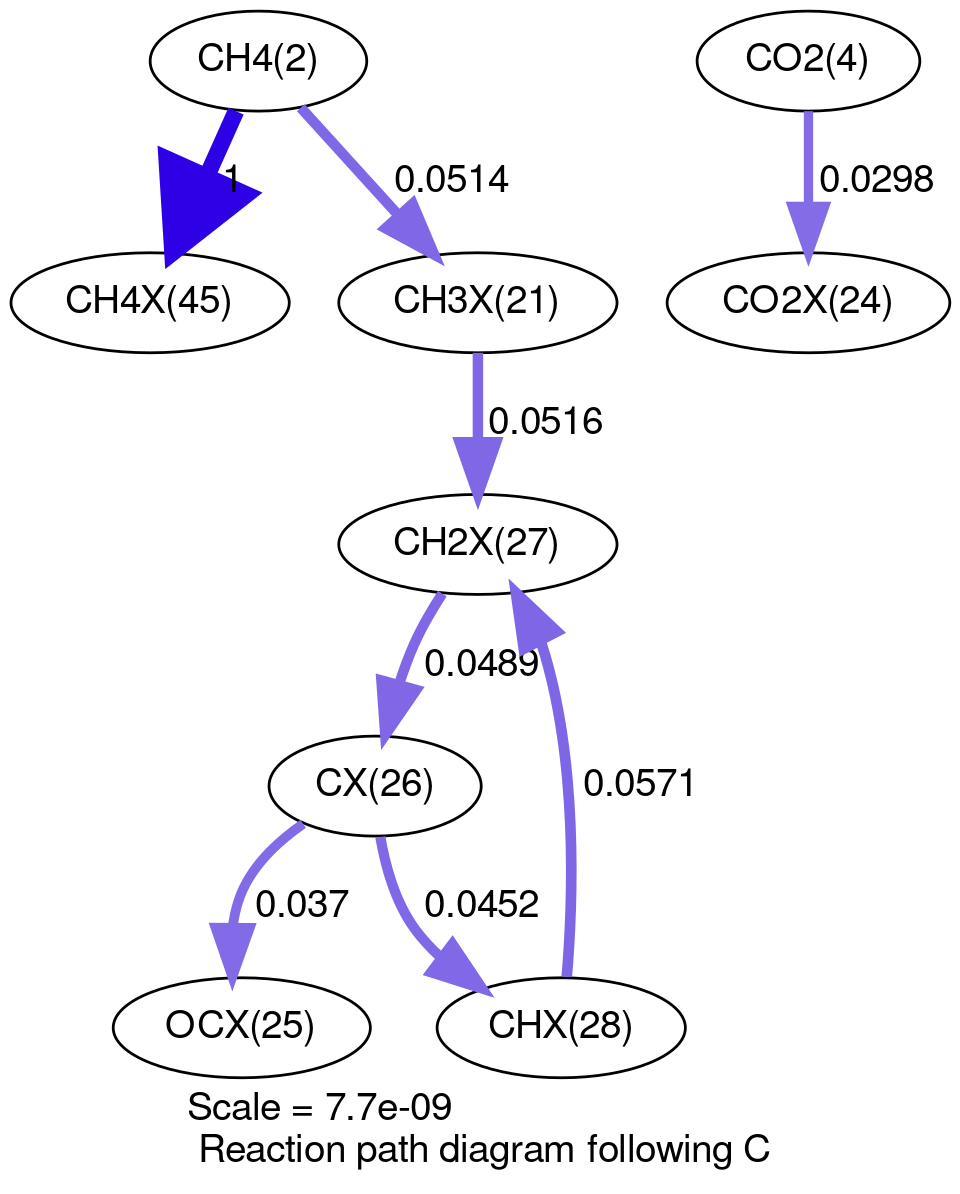 CH4(2)
CO2(4)
1
0.0514
0.0298
CH4X(45)
CH3X(21)
CO2X(24)
0.0516
CH2X(27)
0.0489
CX(26)
0.0571
0.037
0.0452
OCX(25)
CHX(28)
Scale = 7.7e-09
Reaction path diagram following C